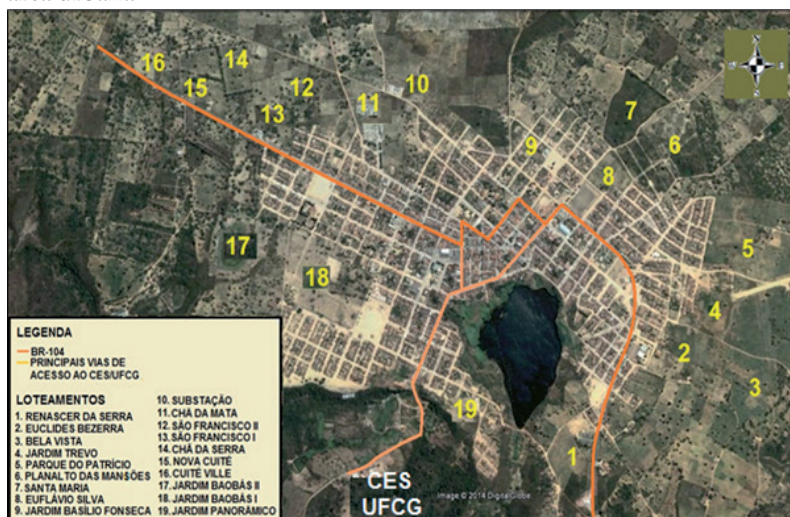 16
15
14
12
13
11
10
9
8
7
6
5
4
2
3
1
17
18
19
CES
UFCG
Image © 2014 DigitalGlobe
LEGENDA
BR-104
PRINCIPAIS VIAS DE
ACESSO AO CES/UFCG
LOTEAMENTOS
1. RENASCER DA SERRA
2. EUCLIDES BEZERRA
3. BELA VISTA
4. JARDIM TREVO
5. PARQUE DO PATRÍCIO
6. PLANALTO DAS MANSÕES
7. SANTA MARIA
8. EUFLÁVIO SILVA
9. JARDIM BASÍLIO FONSECA
10. SUBSTAÇÃO
11. CHÃ DA MATA
12. SÃO FRANCISCO II
13. SÃO FRANCISCO I
14. CHÃ DA SERRA
15. NOVA CUITÉ
16. CUITÉ VILLE
17. JARDIM BAOBÁS II
18. JARDIM BAOBÁS I
19. JARDIM PANORÂMICO